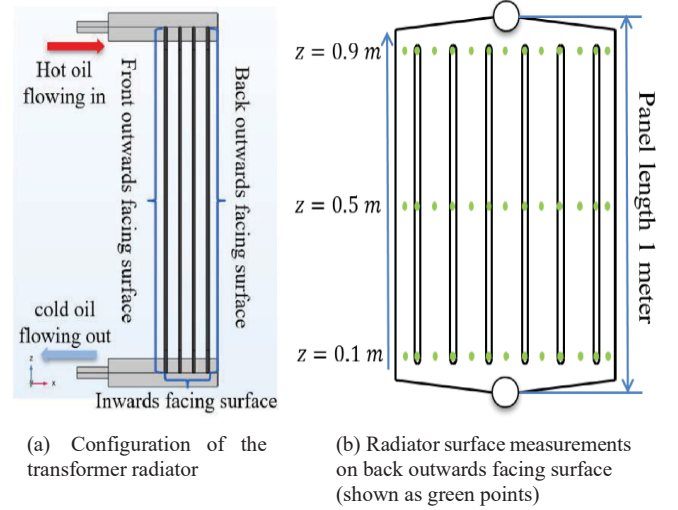 Hot oil
flowing in
Front outwards facing surface
Back outwards facing surface
cold oil
flowing out
z
x
Inwards facing surface
(a) Configuration of the
transformer radiator
z = 0.9 m
z = 0.5 m
z = 0.1 m
Panel length 1 meter
(b) Radiator surface measurements
on back outwards facing surface
(shown as green points)